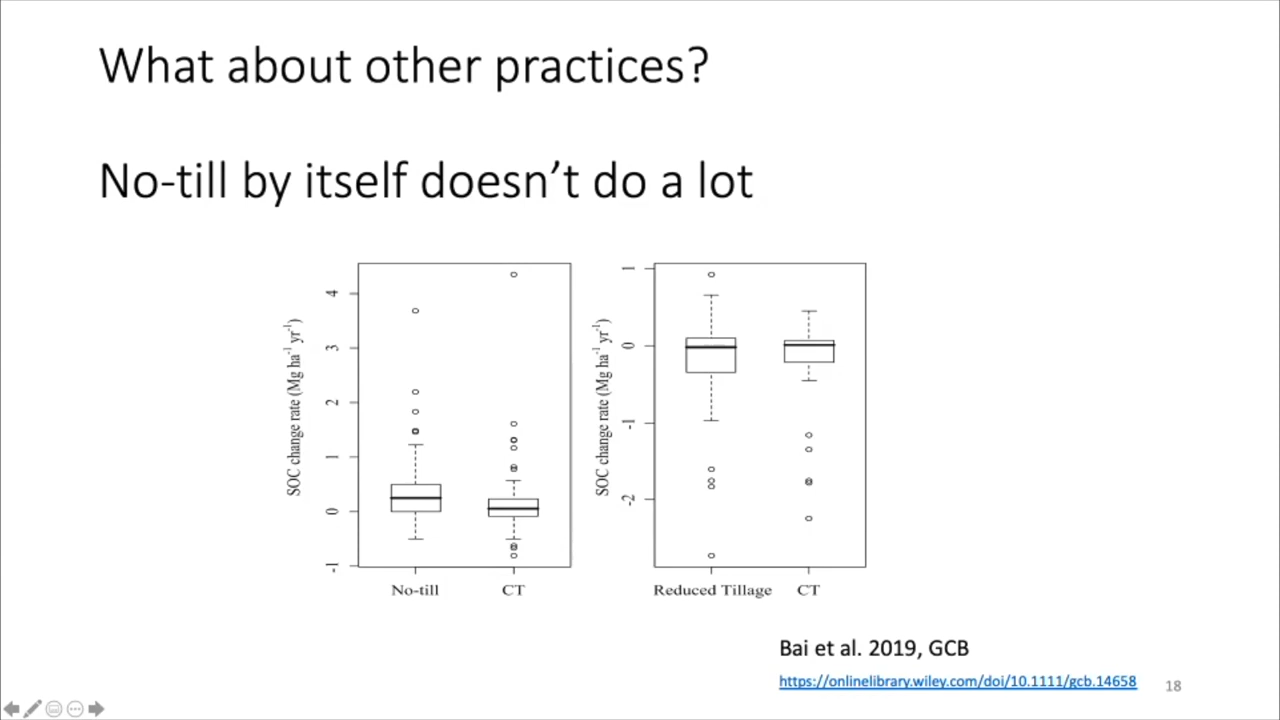 What about other practices?
No-till by itself doesn’t do a lot
SOC change rate (Mg ha⁻¹ yr⁻¹)
4
3
2
1
0
-1
No-till
CT
SOC change rate (Mg ha⁻¹ yr⁻¹)
1
0
-1
-2
Reduced Tillage
CT
Bai et al. 2019, GCB
https://onlinelibrary.wiley.com/doi/10.1111/gcb.14658
18